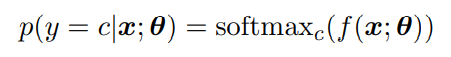 p(y = c|x; θ) = softmax_c(f(x; θ))